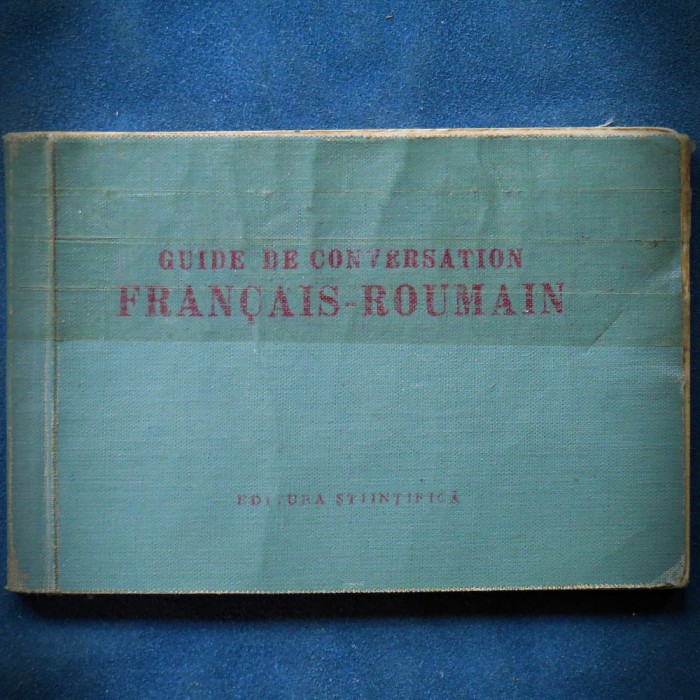 GUIDE DE CONVERSATION
FRANÇAIS-ROUMAIN
EDITURA ȘTIINȚIFICĂ